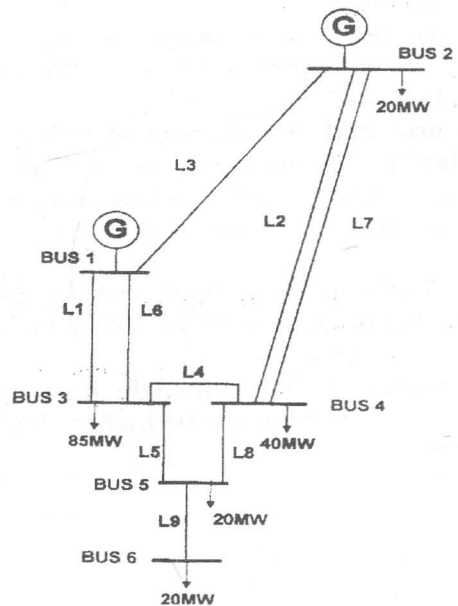 G
BUS 2
20MW
L3
L2
L7
G
BUS 1
L1
L6
L4
BUS 3
BUS 4
85MW
L5
L8
40MW
BUS 5
20MW
L9
BUS 6
20MW